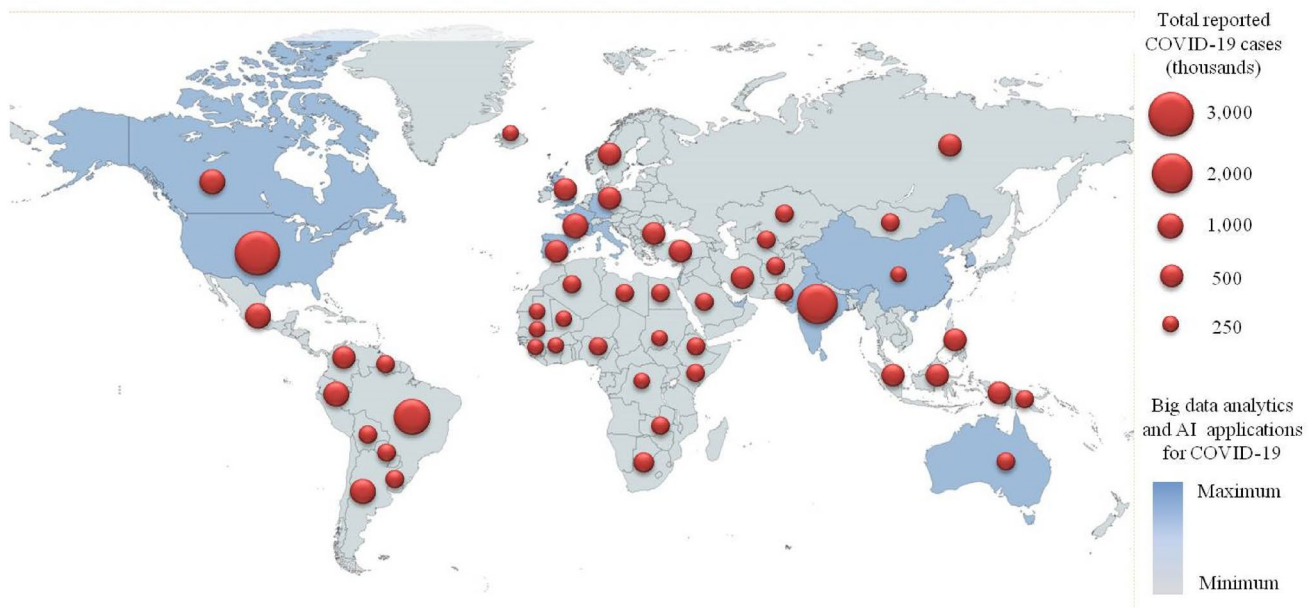 Total reported
COVID-19 cases
(thousands)
3,000
2,000
1,000
500
250
Big data analytics
and AI applications
for COVID-19
Maximum
Minimum